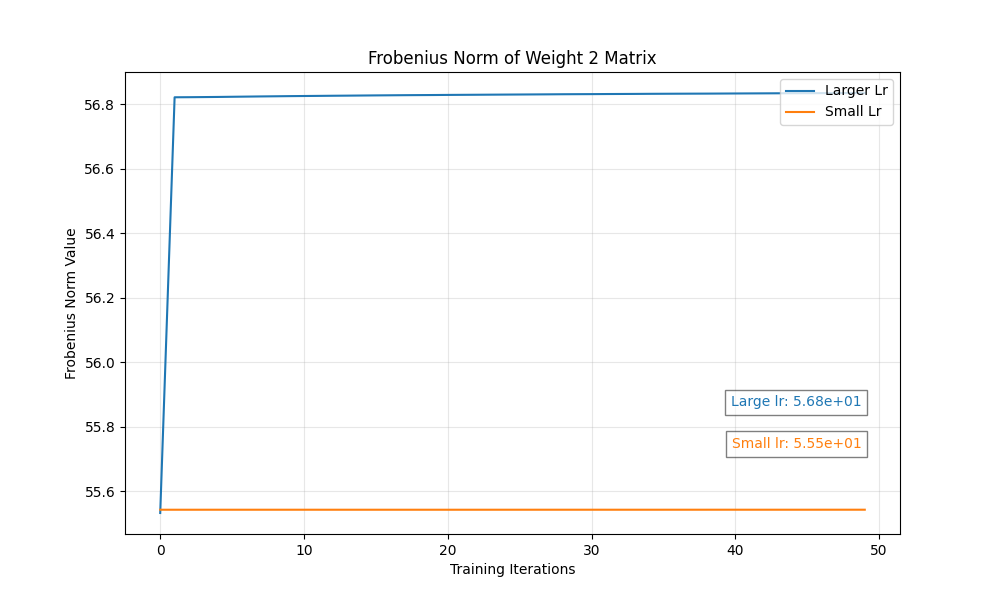 Frobenius Norm of Weight 2 Matrix
Larger Lr
Small Lr
Frobenius Norm Value
56.8
56.6
56.4
56.2
56.0
55.8
55.6
Large lr: 5.68e+01
Small lr: 5.55e+01
0
10
20
30
40
50
Training Iterations